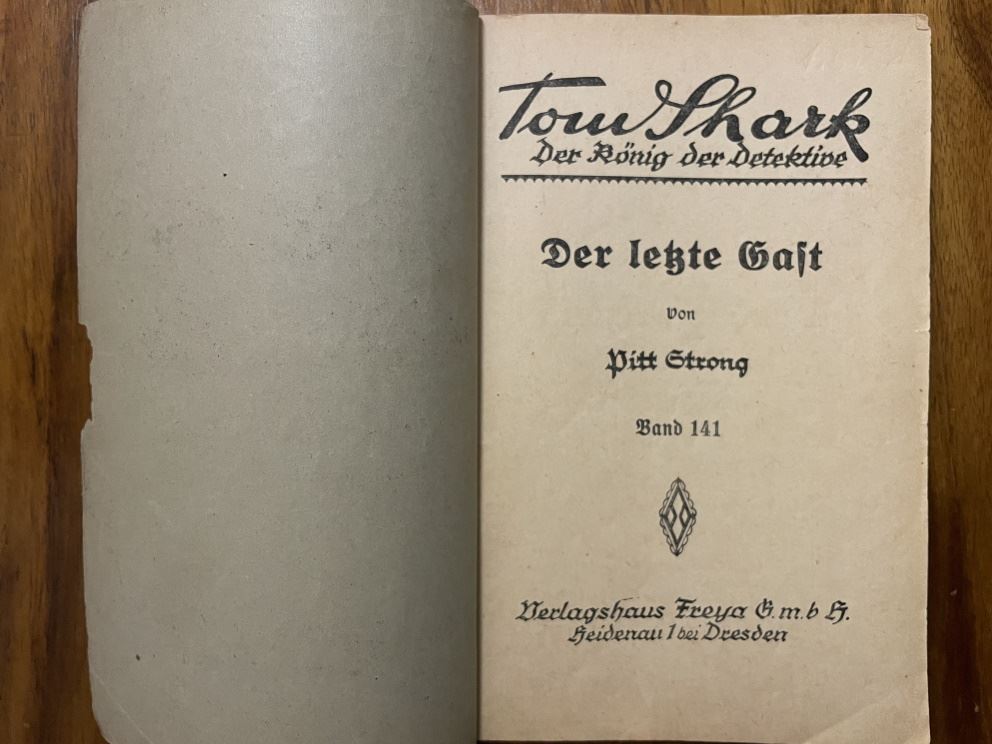 Tom Shark
Der König der Detektive
Der letzte Gast
von
Pitt Strong
Band 141
Verlagshaus Freya G.m.b H.
Heidenau 1 bei Dresden